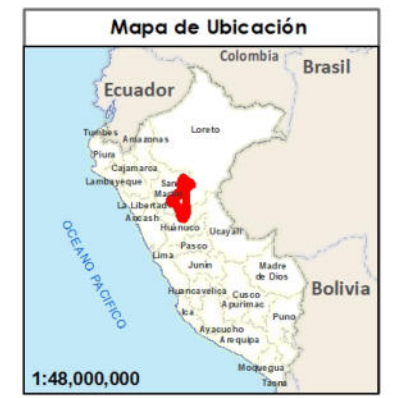 Mapa de Ubicación
Colombia
Brasil
Ecuador
Tumbes
Amazonas
Loreto
Piura
Cajamarca
Lambayeque
San
Martín
La Libertad
Ancash
Huánuco
Ucayali
OCEANO PACIFICO
Pasco
Lima
Junín
Madre
de Dios
Huancavelica
Cusco
Bolivia
Apurimac
Ica
Puno
Ayacucho
Arequipa
Moquegua
1:48,000,000
Tacna